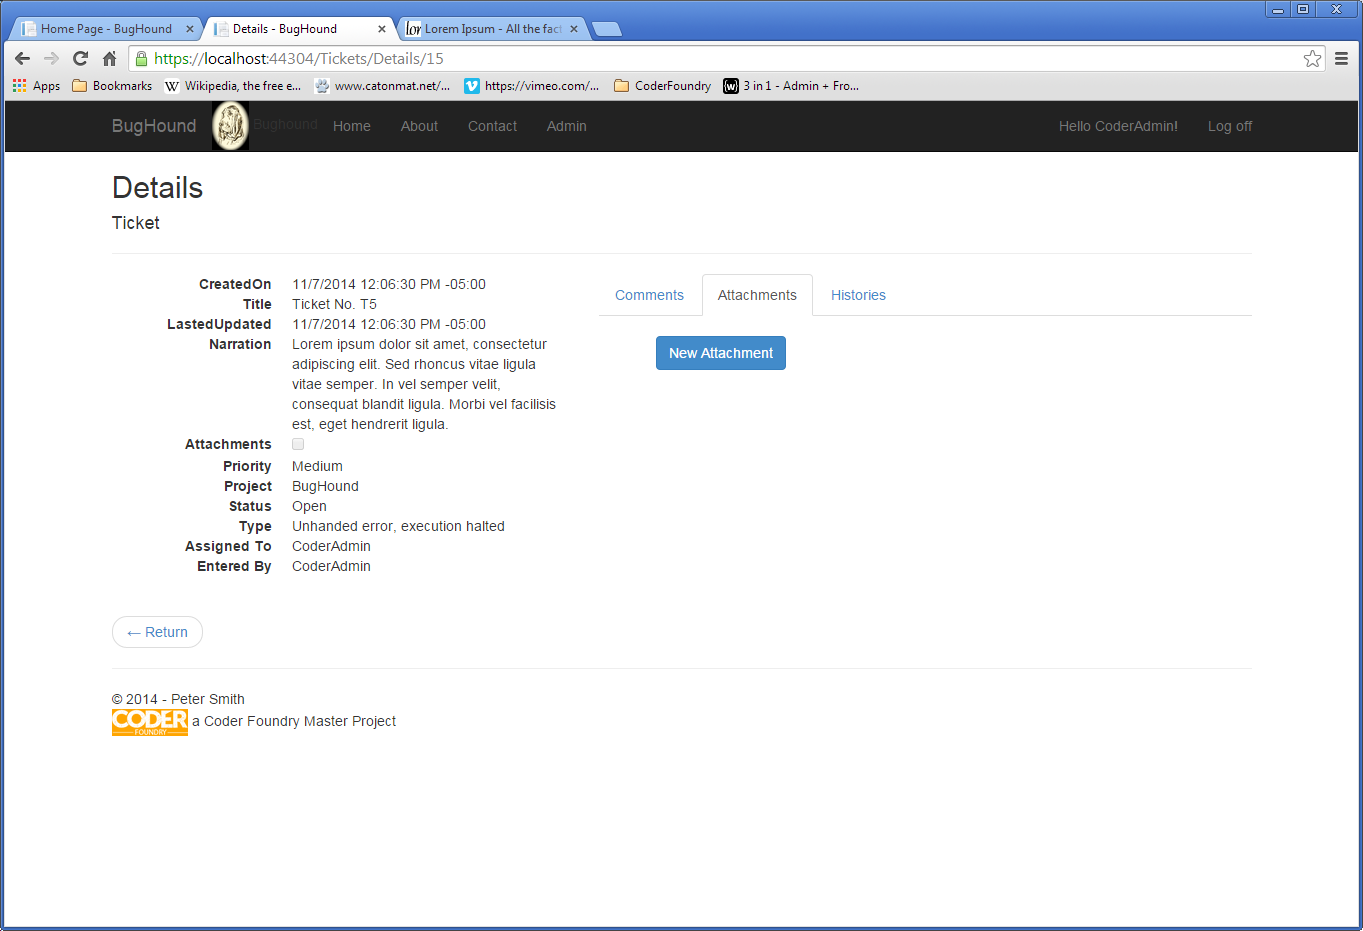 Home Page - BugHound
Details - BugHound
Lorem Ipsum - All the fac
https://localhost:44304/Tickets/Details/15
Apps Bookmarks Wikipedia, the free e... www.catonmat.net/... https://vimeo.com/... CoderFoundry 3 in 1 - Admin + Fro...
BugHound Bughound Home About Contact Admin Hello CoderAdmin! Log off
Details
Ticket
CreatedOn 11/7/2014 12:06:30 PM -05:00
Title Ticket No. T5
LastedUpdated 11/7/2014 12:06:30 PM -05:00
Narration Lorem ipsum dolor sit amet, consectetur
adipiscing elit. Sed rhoncus vitae ligula
vitae semper. In vel semper velit,
consequat blandit ligula. Morbi vel facilisis
est, eget hendrerit ligula.
Attachments
Priority Medium
Project BugHound
Status Open
Type Unhanded error, execution halted
Assigned To CoderAdmin
Entered By CoderAdmin
Comments Attachments Histories
New Attachment
← Return
© 2014 - Peter Smith
CODER
FOUNDRY
a Coder Foundry Master Project